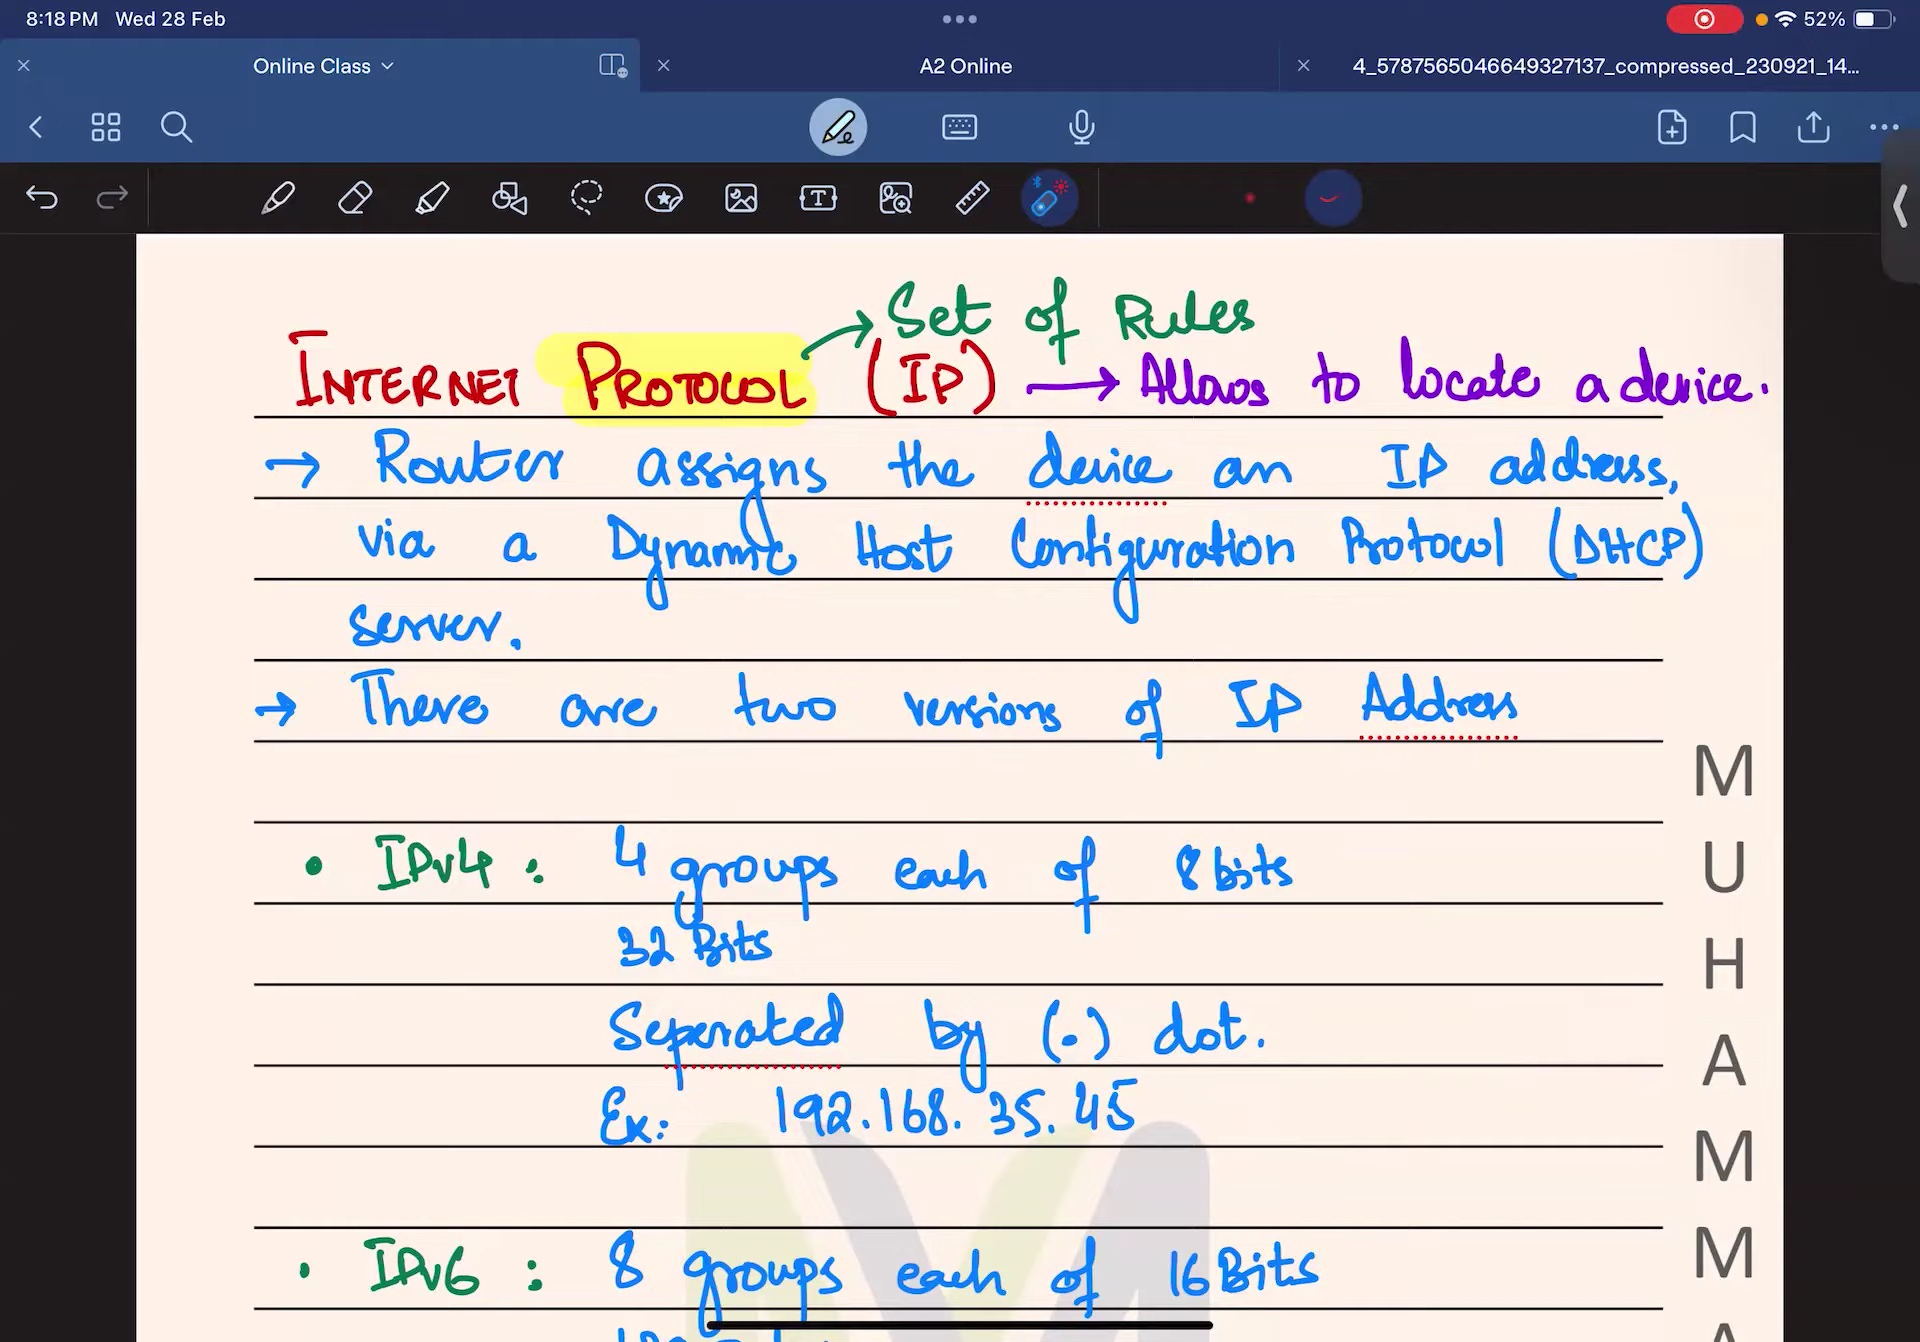 8:18 PM Wed 28 Feb
52%
Online Class
A2 Online
4_5787565046649327137_compressed_230921_14...
→ Set of Rules
INTERNET PROTOCOL (IP) → Allows to locate a device.
→ Router assigns the device an IP address,
via a Dynamic Host Configuration Protocol (DHCP)
server.
→ There are two versions of IP Address
• IPv4 : 4 groups each of 8 bits
32 Bits
Seperated by (.) dot.
Ex: 192.168.35.45
• IPv6 : 8 groups each of 16 Bits
M
U
H
A
M
M
A